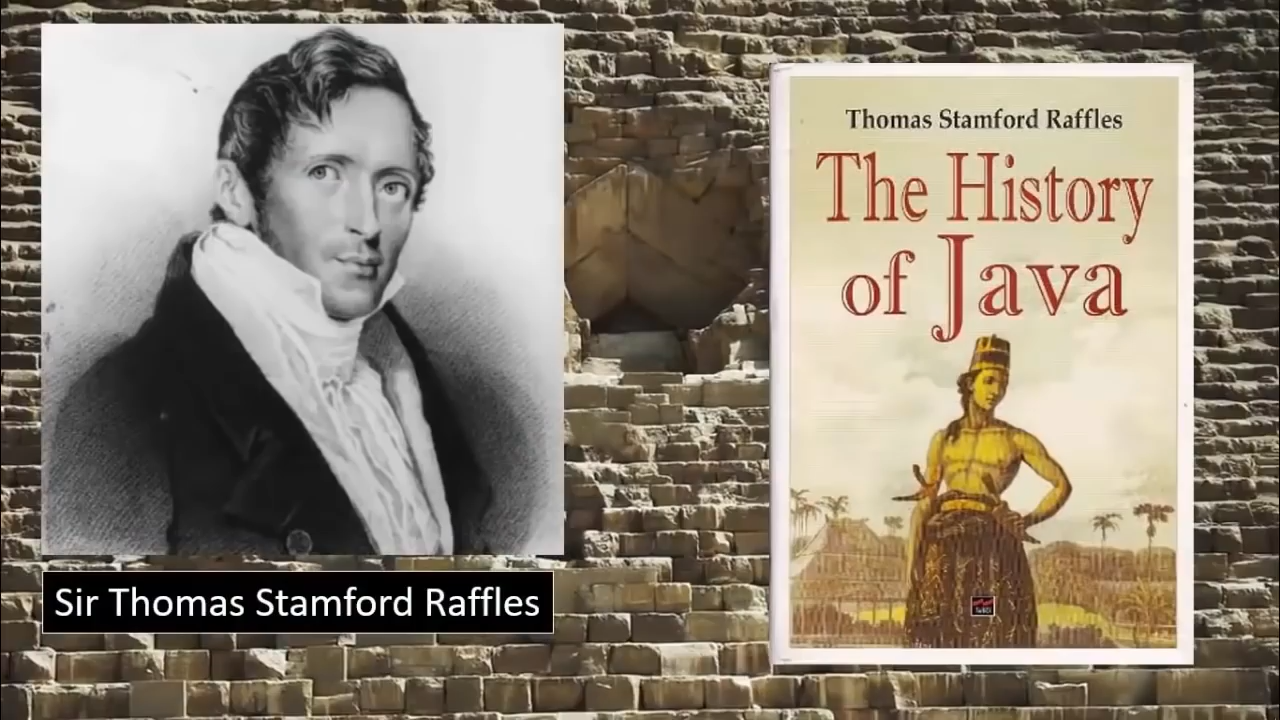 Thomas Stamford Raffles
The History
of Java
Sir Thomas Stamford Raffles